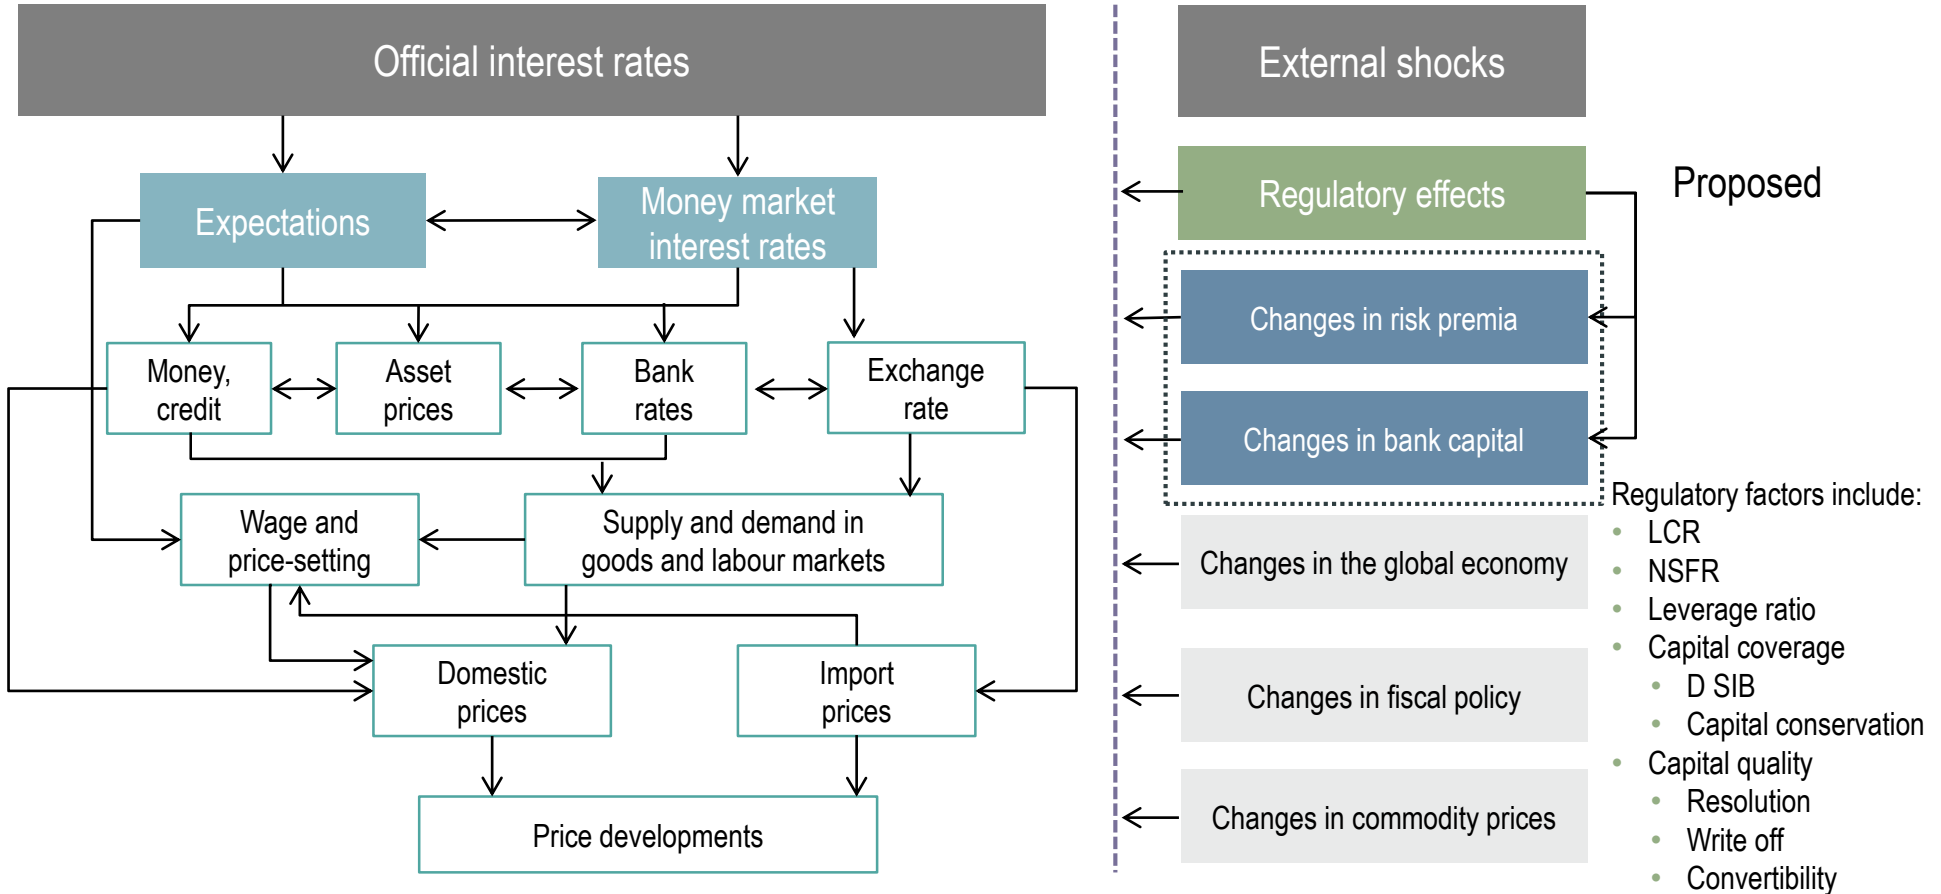 Official interest rates
External shocks
Expectations
Money market
interest rates
Regulatory effects
Proposed
Changes in risk premia
Money,
credit
Asset
prices
Bank
rates
Exchange
rate
Changes in bank capital
Wage and
price-setting
Supply and demand in
goods and labour markets
Changes in the global economy
Domestic
prices
Import
prices
Changes in fiscal policy
Price developments
Changes in commodity prices
Regulatory factors include:
• LCR
• NSFR
• Leverage ratio
• Capital coverage
• D SIB
• Capital conservation
• Capital quality
• Resolution
• Write off
• Convertibility